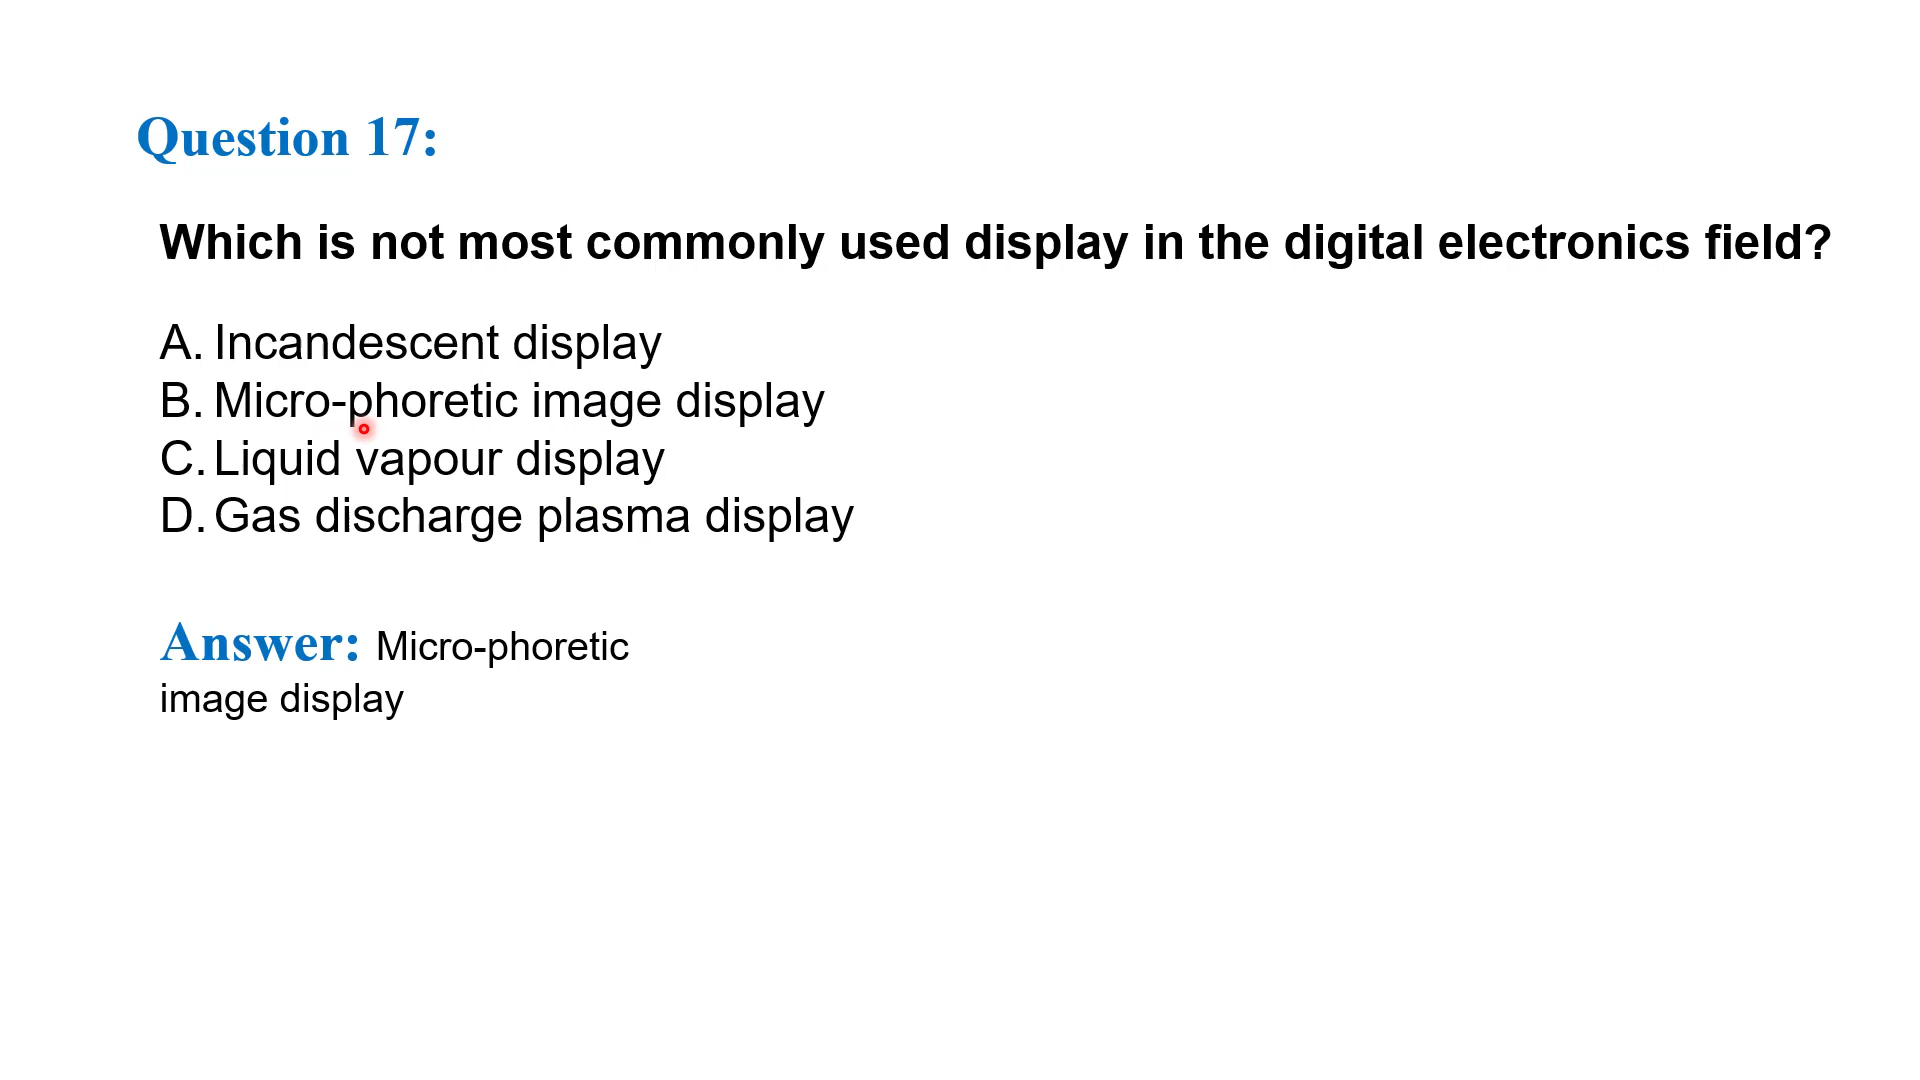 Question 17:
Which is not most commonly used display in the digital electronics field?
A. Incandescent display
B. Micro-phoretic image display
C. Liquid vapour display
D. Gas discharge plasma display
Answer: Micro-phoretic
image display